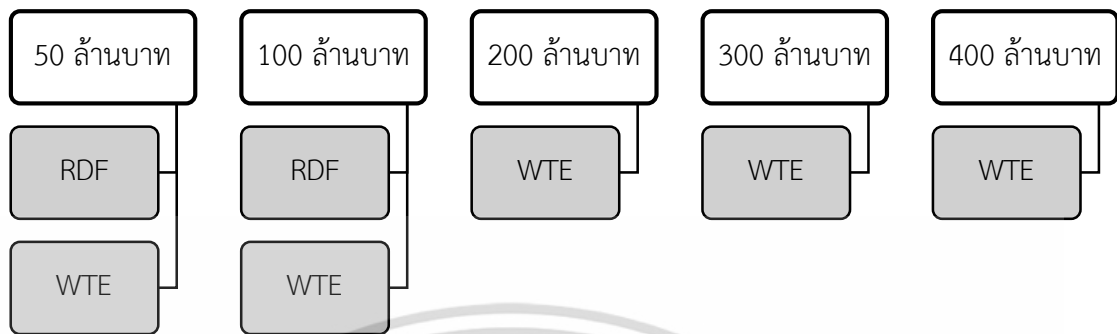 50 ล้านบาท
100 ล้านบาท
200 ล้านบาท
300 ล้านบาท
400 ล้านบาท
RDF
RDF
WTE
WTE
WTE
WTE
WTE